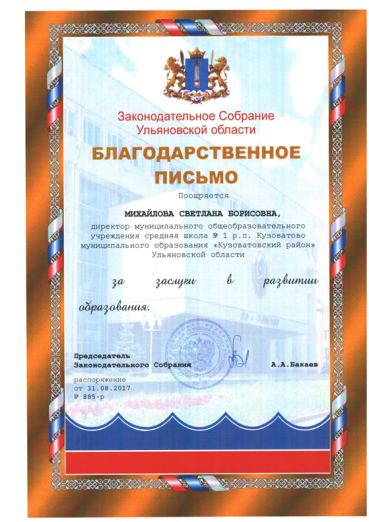 Законодательное Собрание
Ульяновской области
БЛАГОДАРСТВЕННОЕ
ПИСЬМО
Поощряется
МИХАЙЛОВА СВЕТЛАНА БОРИСОВНА,
директор муниципального общеобразовательного
учреждения средняя школа № 1 р.п. Кузоватово
муниципального образования «Кузоватовский район»
Ульяновской области
за заслуги в развитии
образования.
Председатель
Законодательного Собрания А.А.Бакаев
распоряжение
от 31.08.2017
№ 885-р